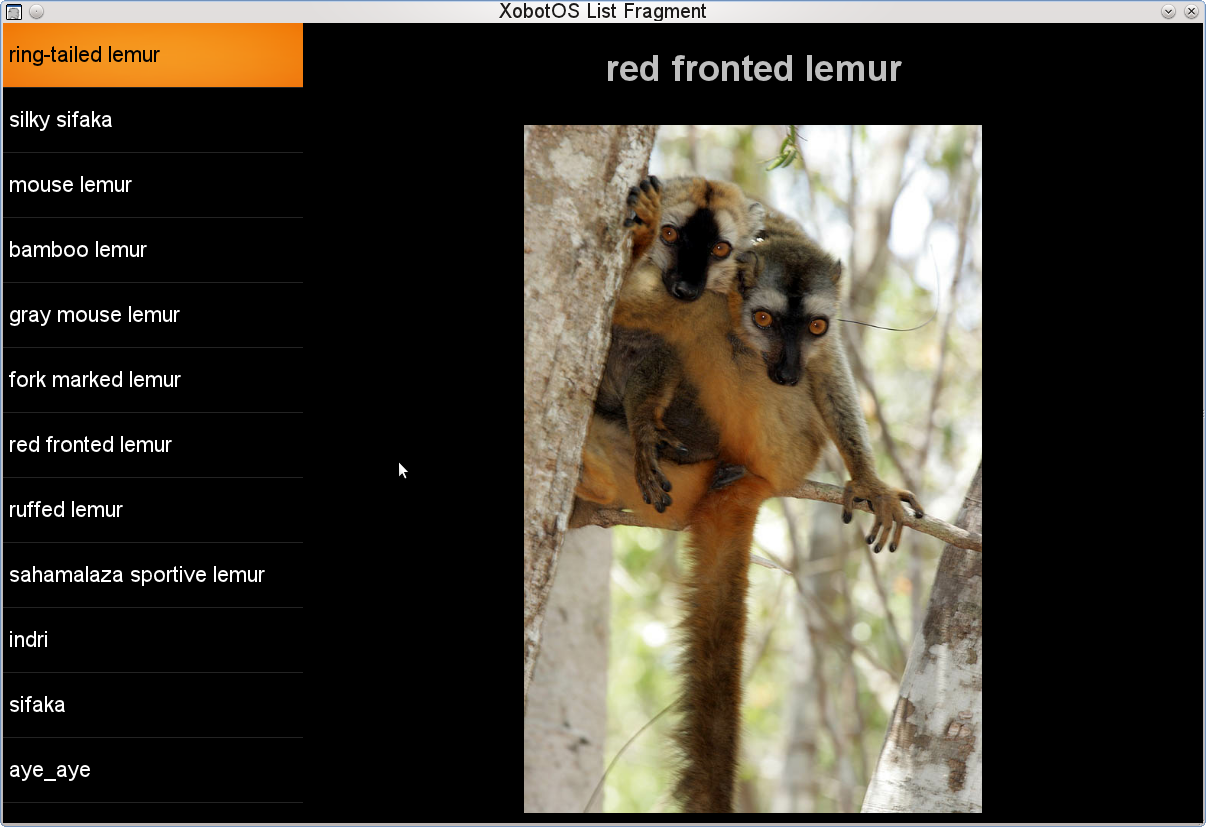 XobotOS List Fragment
ring-tailed lemur
silky sifaka
mouse lemur
bamboo lemur
gray mouse lemur
fork marked lemur
red fronted lemur
ruffed lemur
sahamalaza sportive lemur
indri
sifaka
aye_aye
red fronted lemur